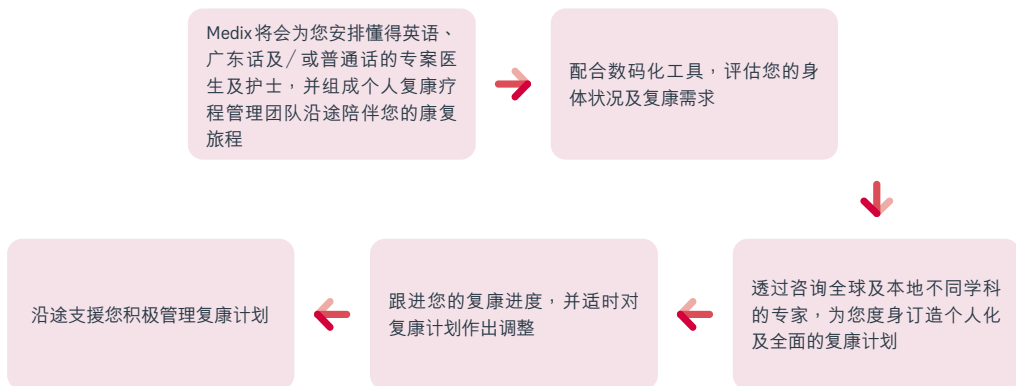 Medix将会为您安排懂得英语、
广东话及/或普通话的专案医
生及护士，并组成个人复康疗
程管理团队沿途陪伴您的康复
旅程
配合数码化工具，评估您的身
体状况及复康需求
透过咨询全球及本地不同学科
的专家，为您度身订造个人化
及全面的复康计划
跟进您的复康进度，并适时对
复康计划作出调整
沿途支援您积极管理复康计划